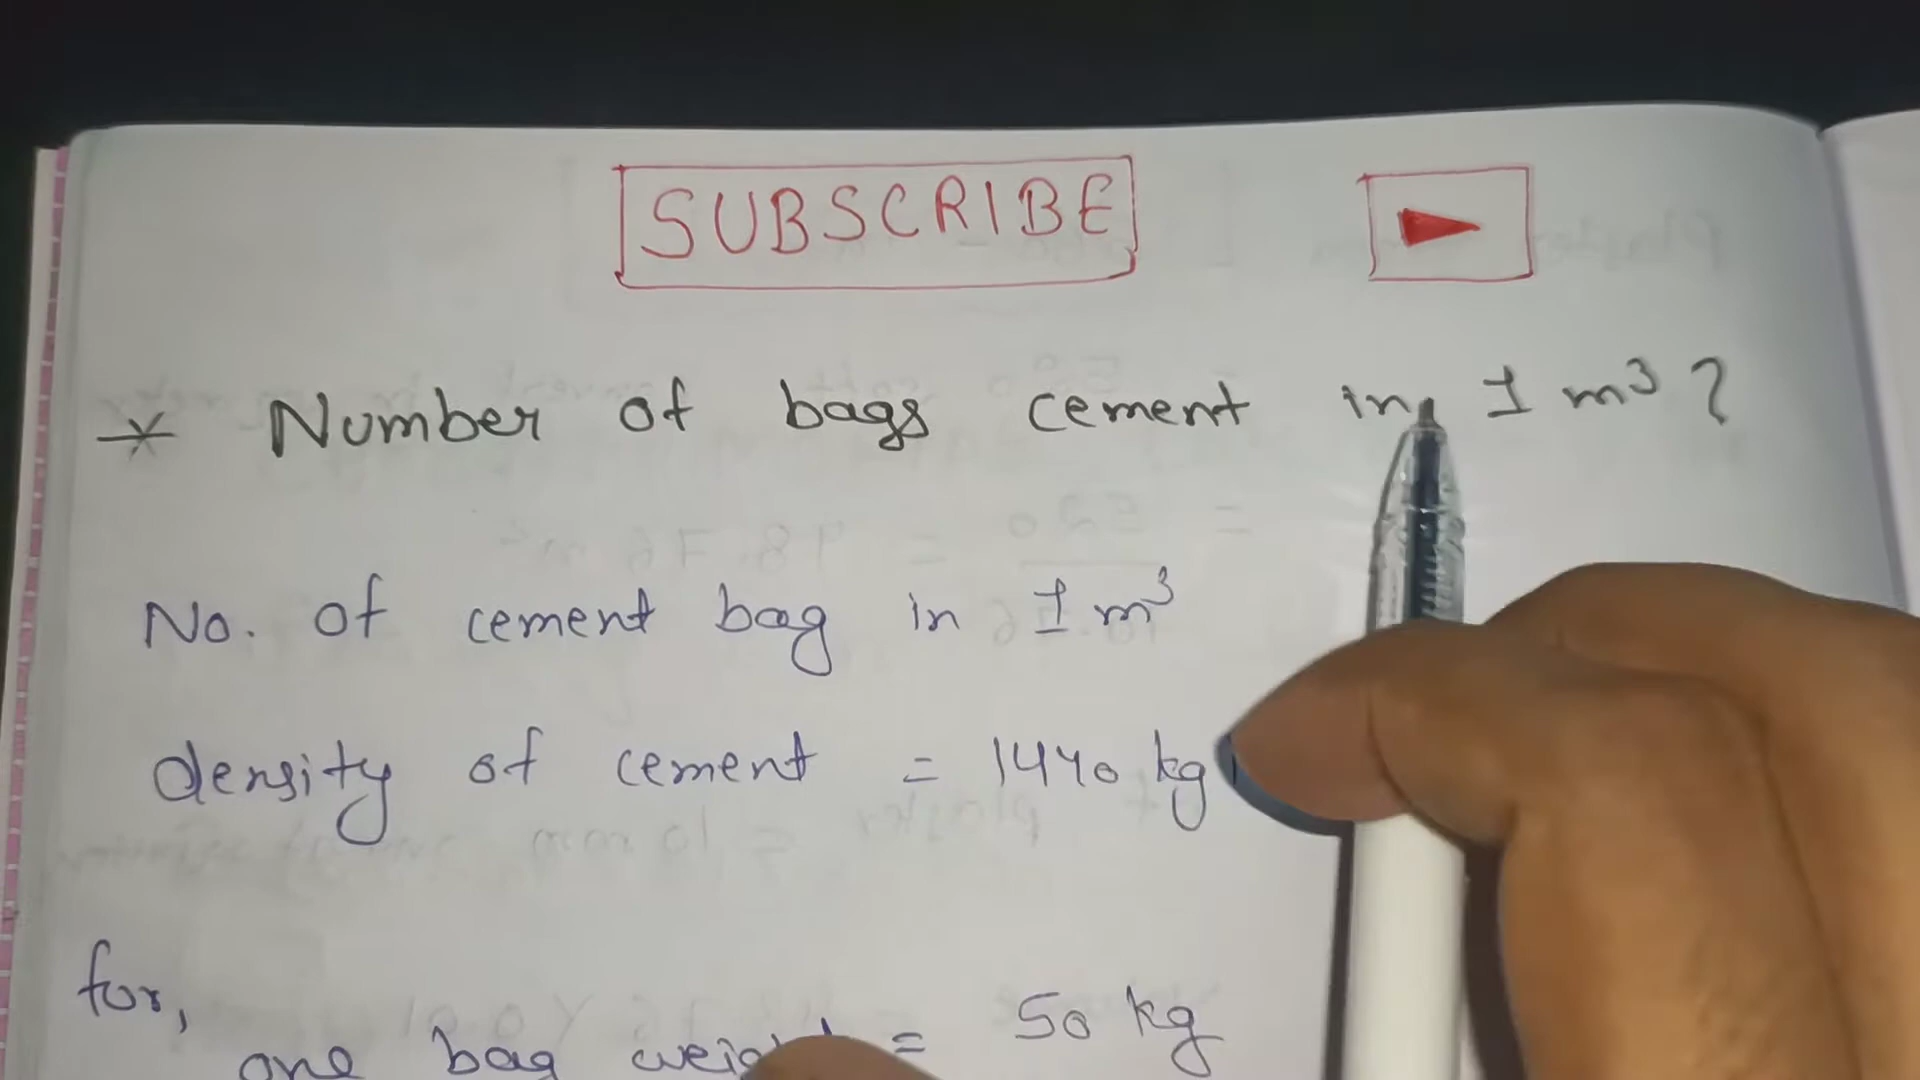 SUBSCRIBE
* Number of bags cement in 1 m³ ?
No. of cement bag in 1 m³
density of cement = 1440 kg
for,
one bag weight = 50 kg